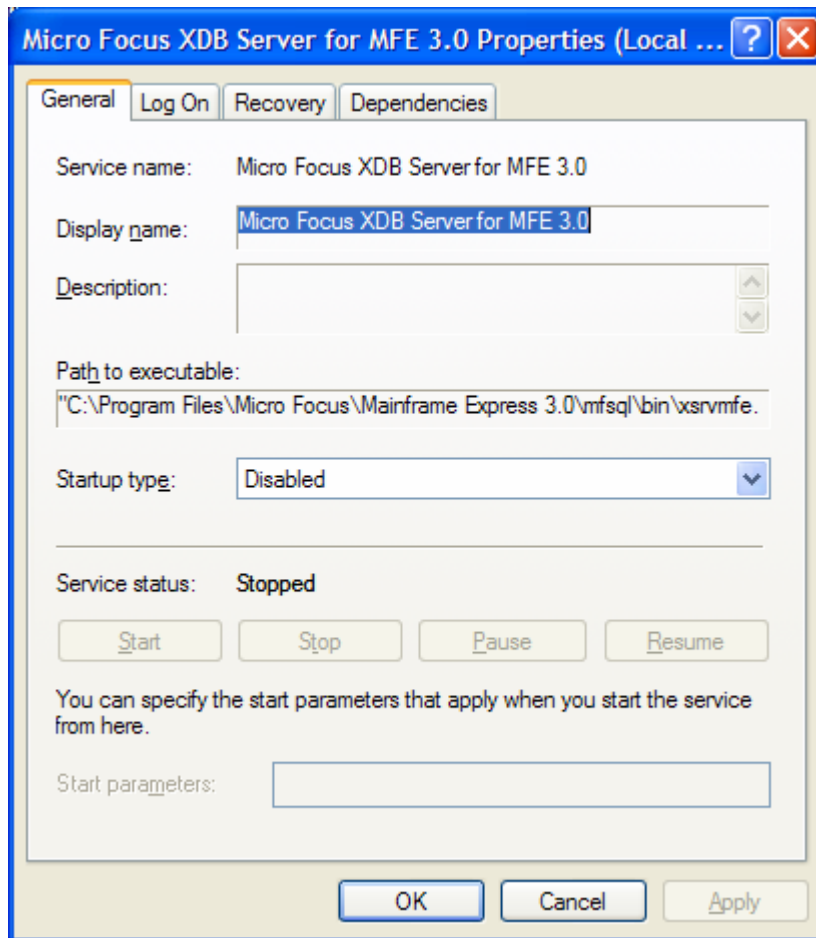 Micro Focus XDB Server for MFE 3.0 Properties (Local ...
General Log On Recovery Dependencies
Service name: Micro Focus XDB Server for MFE 3.0
Display name: Micro Focus XDB Server for MFE 3.0
Description:
Path to executable:
"C:\Program Files\Micro Focus\Mainframe Express 3.0\mfsql\bin\xsrvmfe.
Startup type: Disabled
Service status: Stopped
Start Stop Pause Resume
You can specify the start parameters that apply when you start the service
from here.
Start parameters:
OK Cancel Apply